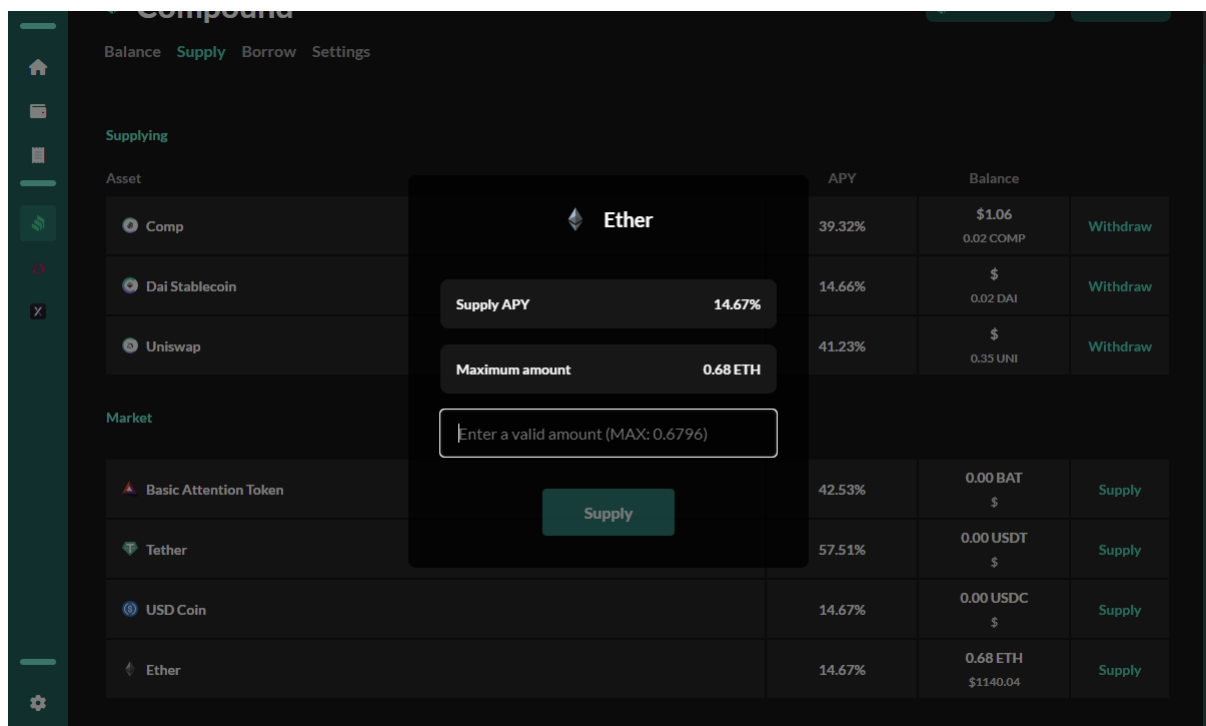 Compound
Balance Supply Borrow Settings
Supplying
Asset APY Balance
Comp 39.32% $1.06 0.02 COMP Withdraw
Dai Stablecoin 14.66% $ 0.02 DAI Withdraw
Uniswap 41.23% $ 0.35 UNI Withdraw
Ether
Supply APY 14.67%
Maximum amount 0.68 ETH
Enter a valid amount (MAX: 0.6796)
Supply
Market
Basic Attention Token 42.53% 0.00 BAT $ Supply
Tether 57.51% 0.00 USDT $ Supply
USD Coin 14.67% 0.00 USDC $ Supply
Ether 14.67% 0.68 ETH $1140.04 Supply